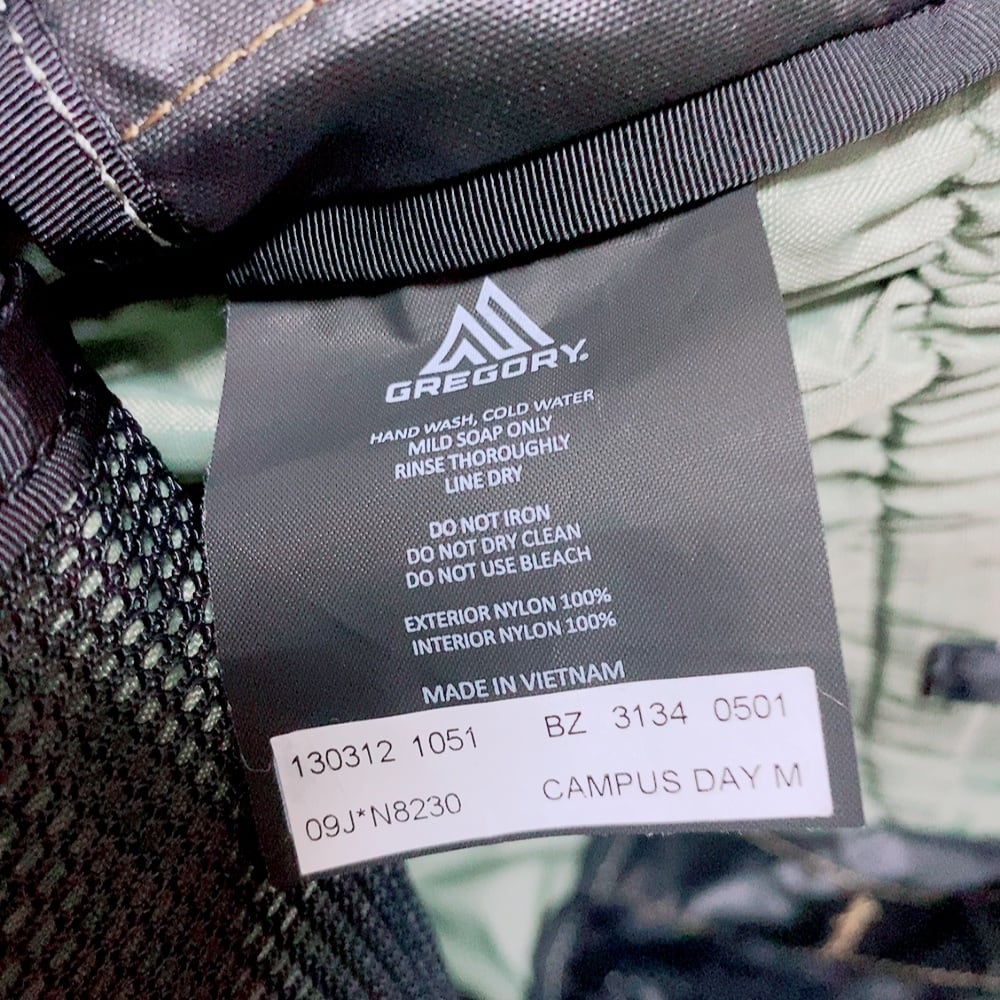 GREGORY.
HAND WASH, COLD WATER
MILD SOAP ONLY
RINSE THOROUGHLY
LINE DRY
DO NOT IRON
DO NOT DRY CLEAN
DO NOT USE BLEACH
EXTERIOR NYLON 100%
INTERIOR NYLON 100%
MADE IN VIETNAM
130312 1051 BZ 3134 0501
09J*N8230 CAMPUS DAY M